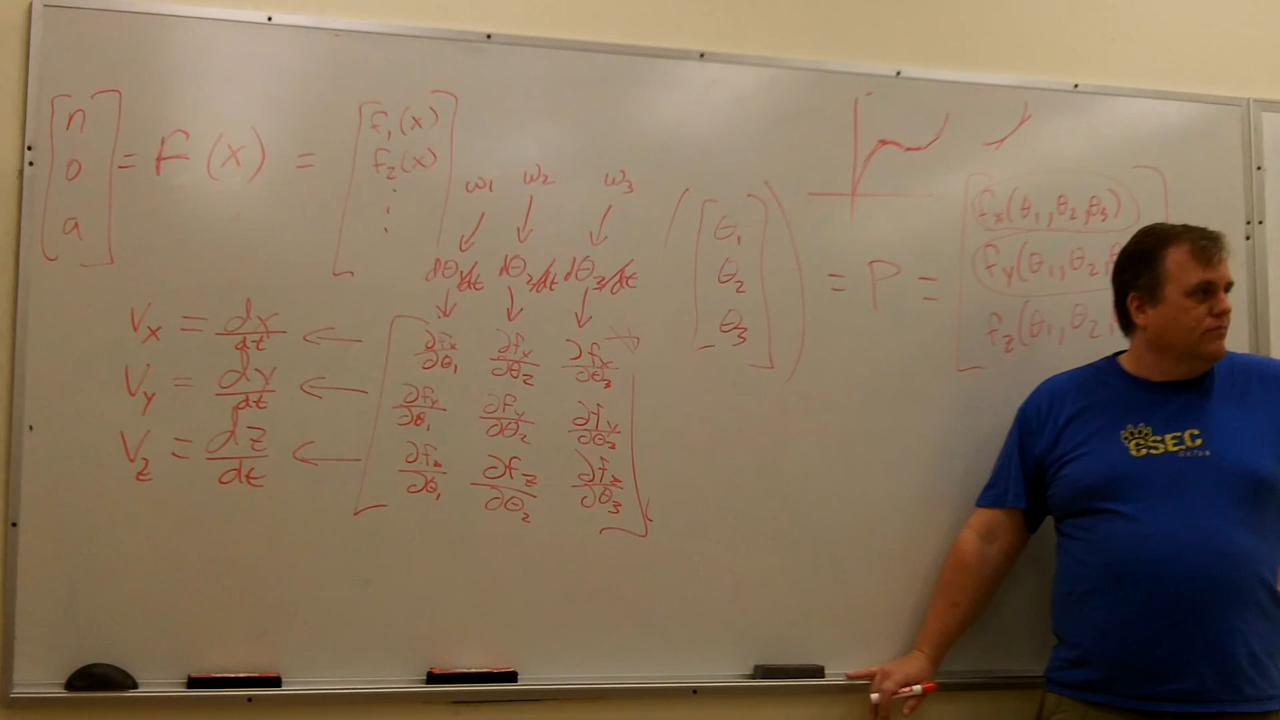 [n o a] = F(x) = [f₁(x) f₂(x) ⋮]
ω₁ ω₂ ω₃
dθ₁/dt dθ₂/dt dθ₃/dt
Vx = dx/dt ← [∂fx/∂θ₁ ∂fx/∂θ₂ ∂fx/∂θ₃
Vy = dy/dt ← ∂fy/∂θ₁ ∂fy/∂θ₂ ∂fy/∂θ₃
Vz = dz/dt ← ∂fz/∂θ₁ ∂fz/∂θ₂ ∂fz/∂θ₃]
([θ₁ θ₂ θ₃]) = P = [fx(θ₁,θ₂,θ₃)
fy(θ₁,θ₂,
fz(θ₁,θ₂,
CSEC